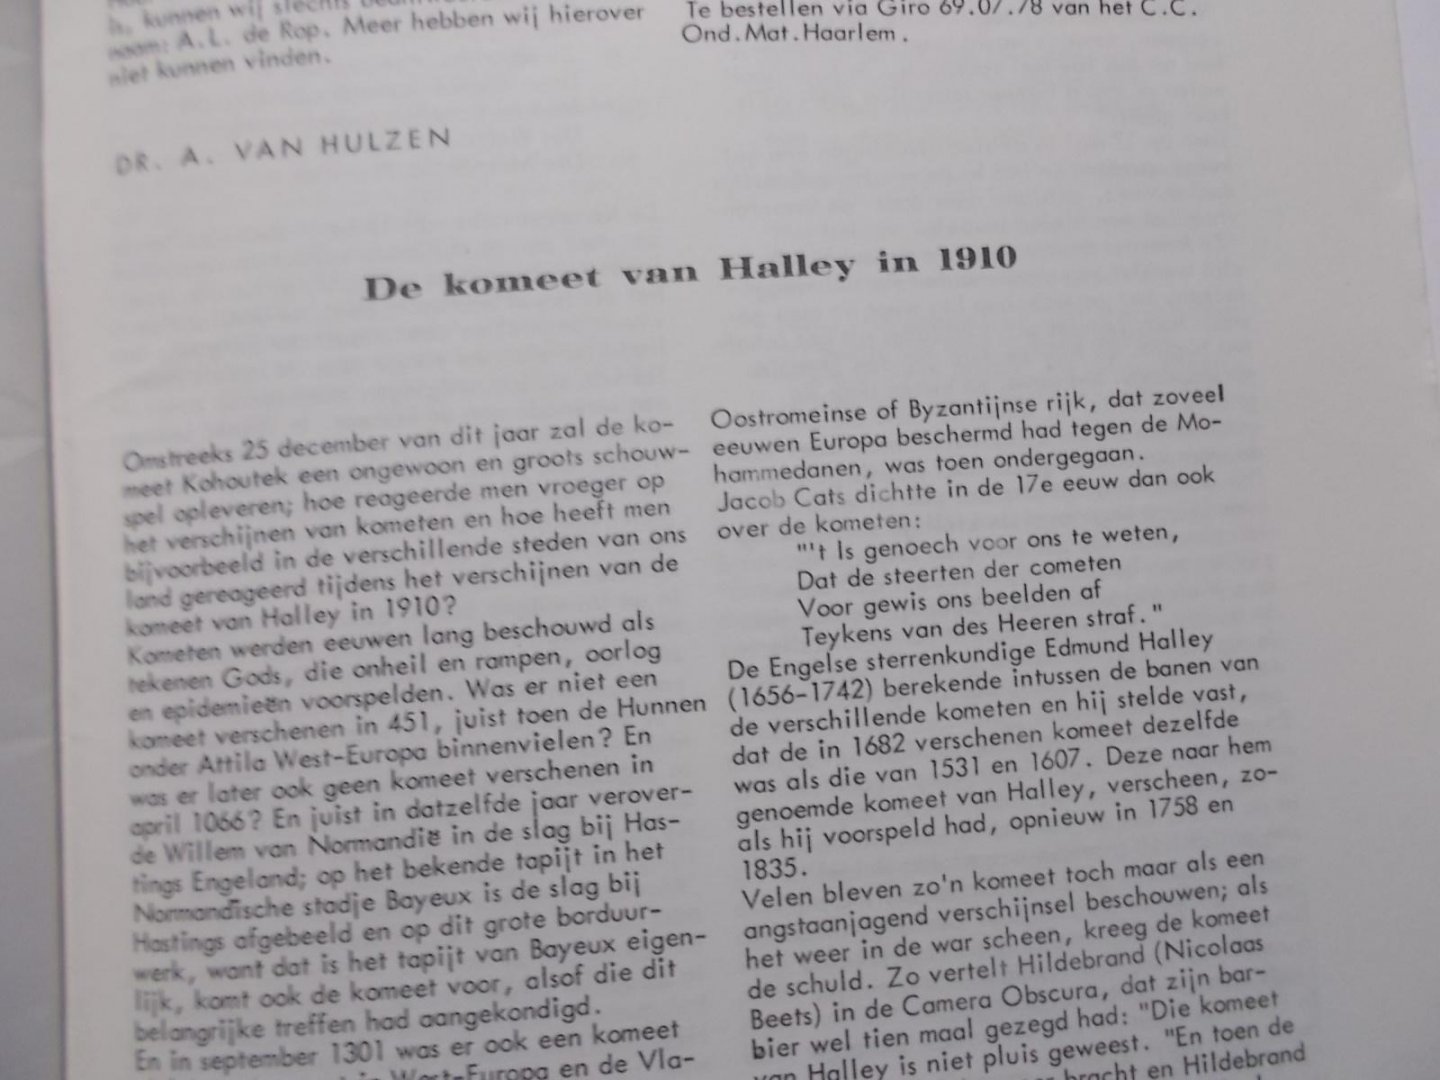 is, kunnen wij slechts
naam: A.L. de Rop. Meer hebben wij hierover
niet kunnen vinden.
Te bestellen via Giro 69.07.78 van het C.C.
Ond.Mat.Haarlem.
DR. A. VAN HULZEN
De komeet van Halley in 1910
Omstreeks 25 december van dit jaar zal de ko-
meet Kohoutek een ongewoon en groots schouw-
spel opleveren; hoe reageerde men vroeger op
het verschijnen van kometen en hoe heeft men
bijvoorbeeld in de verschillende steden van ons
land gereageerd tijdens het verschijnen van de
komeet van Halley in 1910?
Kometen werden eeuwen lang beschouwd als
tekenen Gods, die onheil en rampen, oorlog
en epidemieën voorspelden. Was er niet een
komeet verschenen in 451, juist toen de Hunnen
onder Attila West-Europa binnenvielen? En
was er later ook geen komeet verschenen in
april 1066? En juist in datzelfde jaar verover-
de Willem van Normandië in de slag bij Has-
tings Engeland; op het bekende tapijt in het
Normandische stadje Bayeux is de slag bij
Hastings afgebeeld en op dit grote borduur-
werk, want dat is het tapijt van Bayeux eigen-
lijk, komt ook de komeet voor, alsof die dit
belangrijke treffen had aangekondigd.
En in september 1301 was er ook een komeet
in West-Europa en de Vla-
Oostromeinse of Byzantijnse rijk, dat zoveel
eeuwen Europa beschermd had tegen de Mo-
hammedanen, was toen ondergegaan.
Jacob Cats dichtte in de 17e eeuw dan ook
over de kometen:
"'t Is genoech voor ons te weten,
Dat de steerten der cometen
Voor gewis ons beelden af
Teykens van des Heeren straf."
De Engelse sterrenkundige Edmund Halley
(1656-1742) berekende intussen de banen van
de verschillende kometen en hij stelde vast,
dat de in 1682 verschenen komeet dezelfde
was als die van 1531 en 1607. Deze naar hem
genoemde komeet van Halley, verscheen, zo-
als hij voorspeld had, opnieuw in 1758 en
1835.
Velen bleven zo'n komeet toch maar als een
angstaanjagend verschijnsel beschouwen; als
het weer in de war scheen, kreeg de komeet
de schuld. Zo vertelt Hildebrand (Nicolaas
Beets) in de Camera Obscura, dat zijn bar-
bier wel tien maal gezegd had: "Die komeet
van Halley is niet pluis geweest. "En toen de
bracht en Hildebrand